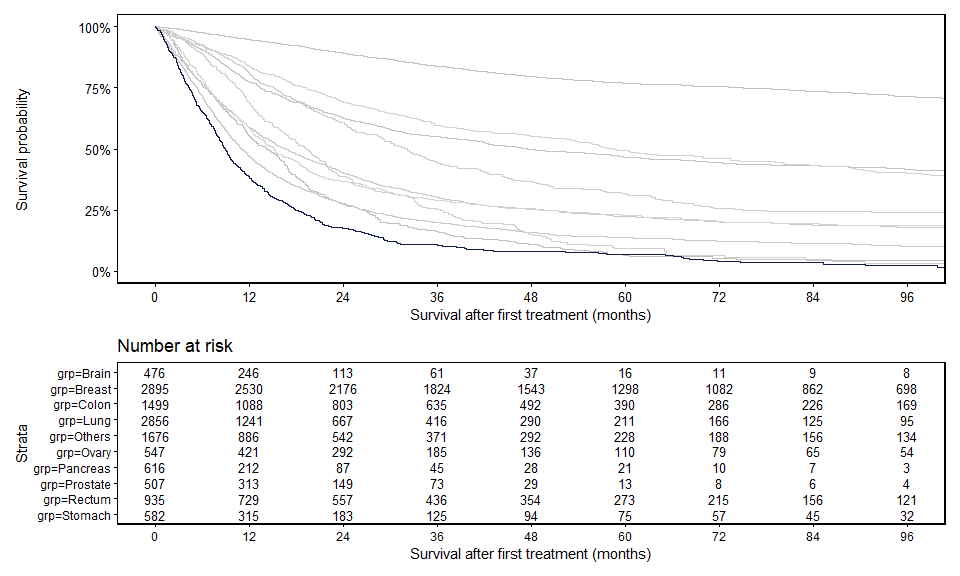 100%
75%
50%
25%
0%
Survival probability
0 12 24 36 48 60 72 84 96
Survival after first treatment (months)
Number at risk
grp=Brain 476 246 113 61 37 16 11 9 8
grp=Breast 2895 2530 2176 1824 1543 1298 1082 862 698
grp=Colon 1499 1088 803 635 492 390 286 226 169
grp=Lung 2856 1241 667 416 290 211 166 125 95
grp=Others 1676 886 542 371 292 228 188 156 134
grp=Ovary 547 421 292 185 136 110 79 65 54
grp=Pancreas 616 212 87 45 28 21 10 7 3
grp=Prostate 507 313 149 73 29 13 8 6 4
grp=Rectum 935 729 557 436 354 273 215 156 121
grp=Stomach 582 315 183 125 94 75 57 45 32
Strata
0 12 24 36 48 60 72 84 96
Survival after first treatment (months)